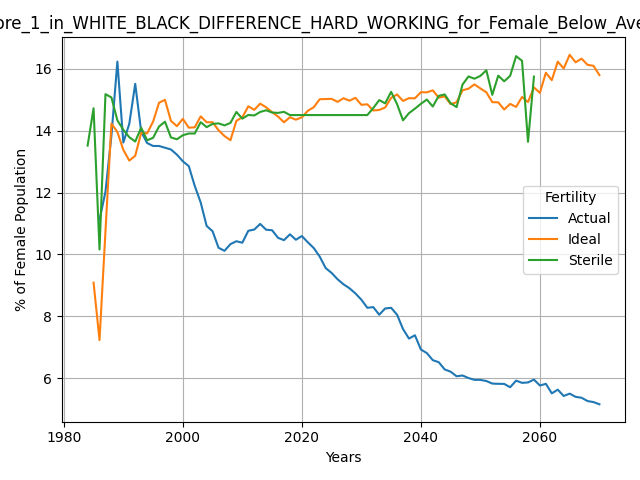 ore_1_in_WHITE_BLACK_DIFFERENCE_HARD_WORKING_for_Female_Below_Ave
% of Female Population
16
14
12
10
8
6
Fertility
Actual
Ideal
Sterile
1980
2000
2020
2040
2060
Years